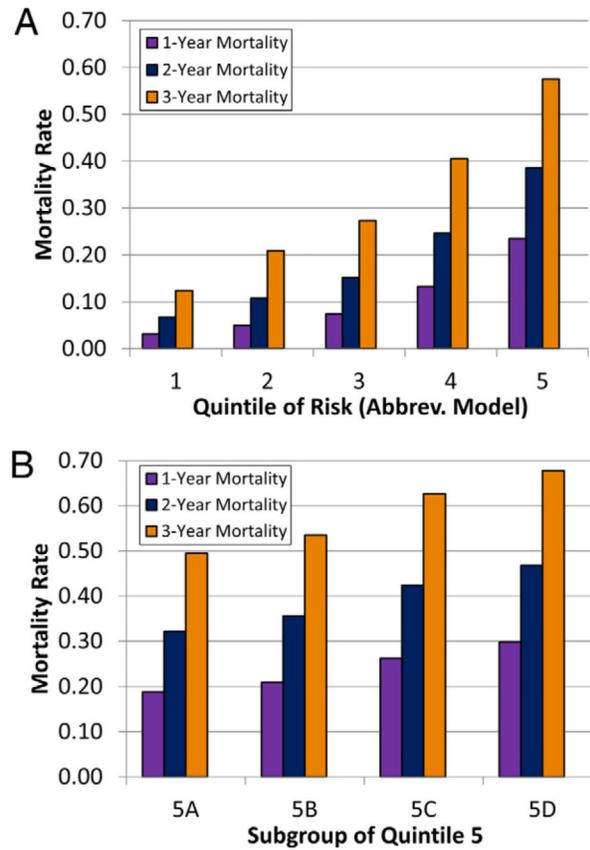 A
0.70
0.60
0.50
0.40
0.30
0.20
0.10
0.00
Mortality Rate
1-Year Mortality
2-Year Mortality
3-Year Mortality
1 2 3 4 5
Quintile of Risk (Abbrev. Model)
B
0.70
0.60
0.50
0.40
0.30
0.20
0.10
0.00
Mortality Rate
1-Year Mortality
2-Year Mortality
3-Year Mortality
5A 5B 5C 5D
Subgroup of Quintile 5